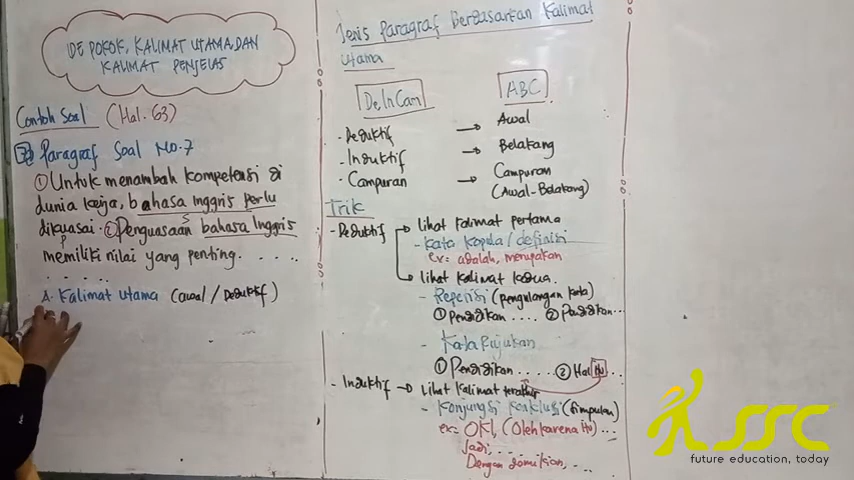 IDE POKOK, KALIMAT UTAMA, DAN
KALIMAT PENJELAS
Contoh Soal (Hal. 63)
Paragraf Soal No. 7
① Untuk menambah kompetensi di
dunia kerja, bahasa Inggris perlu
dikuasai. ② Penguasaan bahasa Inggris
S
P
memiliki nilai yang penting. . . . . .
. . . . .
A. Kalimat utama (awal / Deduktif)
Jenis Paragraf Berdasarkan Kalimat
Utama
DeInCam
ABC
- Deduktif → Awal
- Induktif → Belakang
- Campuran → Campuran
(Awal-Belakang)
Trik
- Deduktif
lihat kalimat pertama
- Kata Kopula / definisi
ex: adalah, merupakan
lihat kalimat kedua.
- Repetisi (pengulangan kata)
① Pendidikan .... ② Pendidikan...
- Kata Rujukan
① Pendidikan ..... ② Hal itu ...
- Induktif → Lihat Kalimat terakhir
- Konjungsi Konklusi (simpulan)
ex: OKI, (Oleh karena itu) ...
Jadi, ......
Dengan demikian, ...
SSC
future education, today